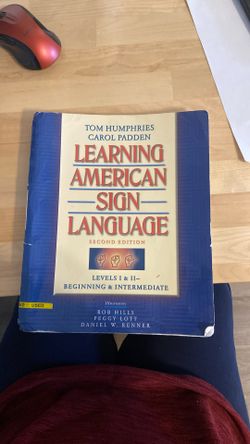 TOM HUMPHRIES
CAROL PADDEN
LEARNING
AMERICAN
SIGN
LANGUAGE
SECOND EDITION
LEVELS I & II–
BEGINNING & INTERMEDIATE
ROB HILLS
PEGGY LOTT
DANIEL W. RENNER
USED